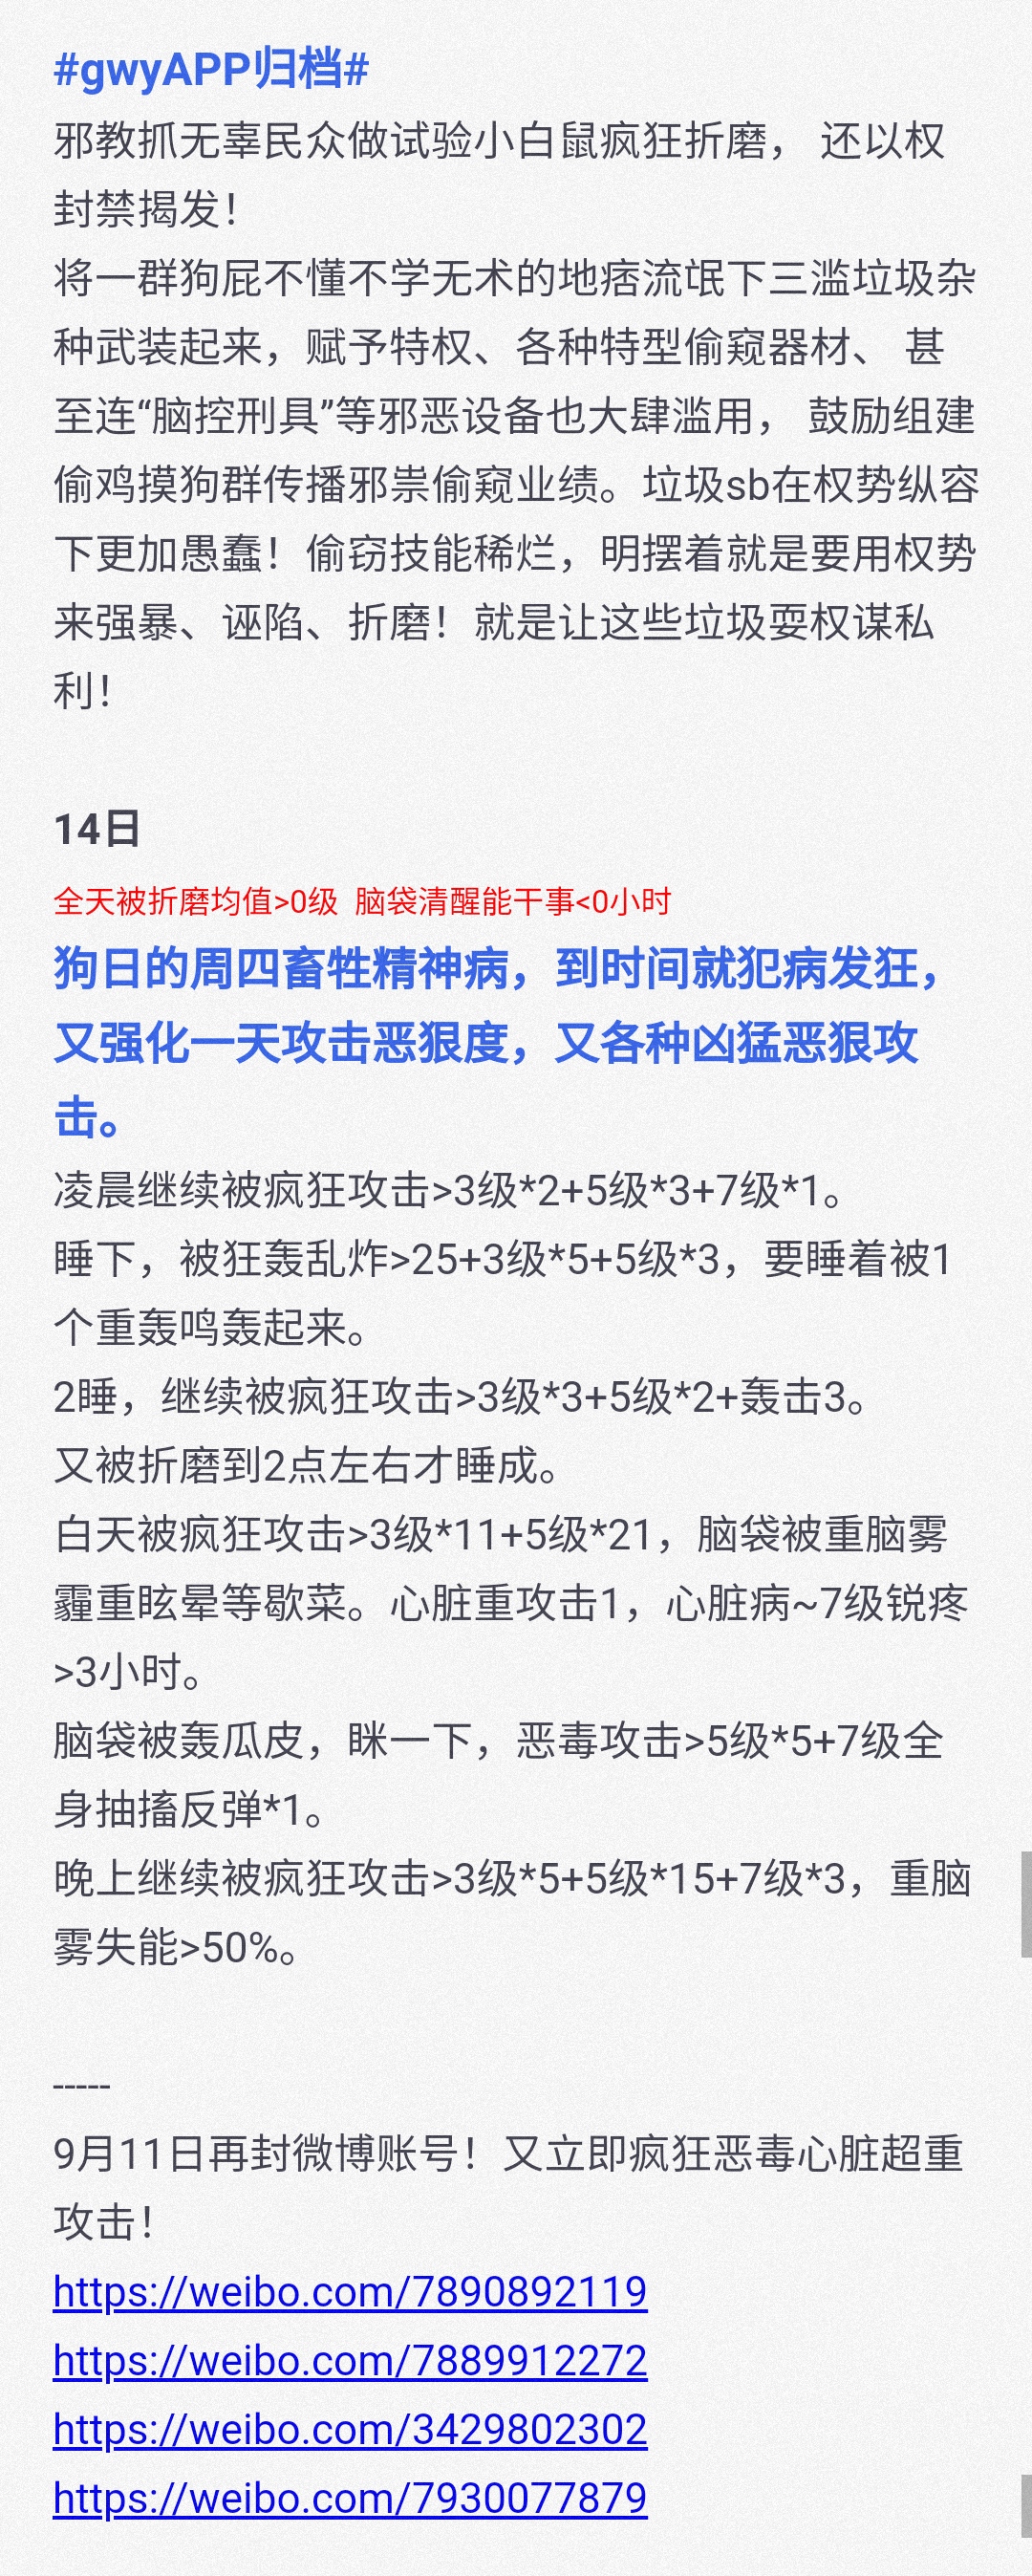 #gwyAPP归档#
邪教抓无辜民众做试验小白鼠疯狂折磨， 还以权
封禁揭发！
将一群狗屁不懂不学无术的地痞流氓下三滥垃圾杂
种武装起来，赋予特权、各种特型偷窥器材、 甚
至连“脑控刑具”等邪恶设备也大肆滥用， 鼓励组建
偷鸡摸狗群传播邪祟偷窥业绩。垃圾sb在权势纵容
下更加愚蠢！偷窃技能稀烂，明摆着就是要用权势
来强暴、诬陷、折磨！就是让这些垃圾耍权谋私
利！
14日
全天被折磨均值>0级  脑袋清醒能干事<0小时
狗日的周四畜牲精神病，到时间就犯病发狂，
又强化一天攻击恶狠度，又各种凶猛恶狠攻
击。
凌晨继续被疯狂攻击>3级*2+5级*3+7级*1。
睡下，被狂轰乱炸>25+3级*5+5级*3，要睡着被1
个重轰鸣轰起来。
2睡，继续被疯狂攻击>3级*3+5级*2+轰击3。
又被折磨到2点左右才睡成。
白天被疯狂攻击>3级*11+5级*21，脑袋被重脑雾
霾重眩晕等歇菜。心脏重攻击1，心脏病~7级锐疼
>3小时。
脑袋被轰瓜皮，眯一下，恶毒攻击>5级*5+7级全
身抽搐反弹*1。
晚上继续被疯狂攻击>3级*5+5级*15+7级*3，重脑
雾失能>50%。
-----
9月11日再封微博账号！又立即疯狂恶毒心脏超重
攻击！
https://weibo.com/7890892119
https://weibo.com/7889912272
https://weibo.com/3429802302
https://weibo.com/7930077879